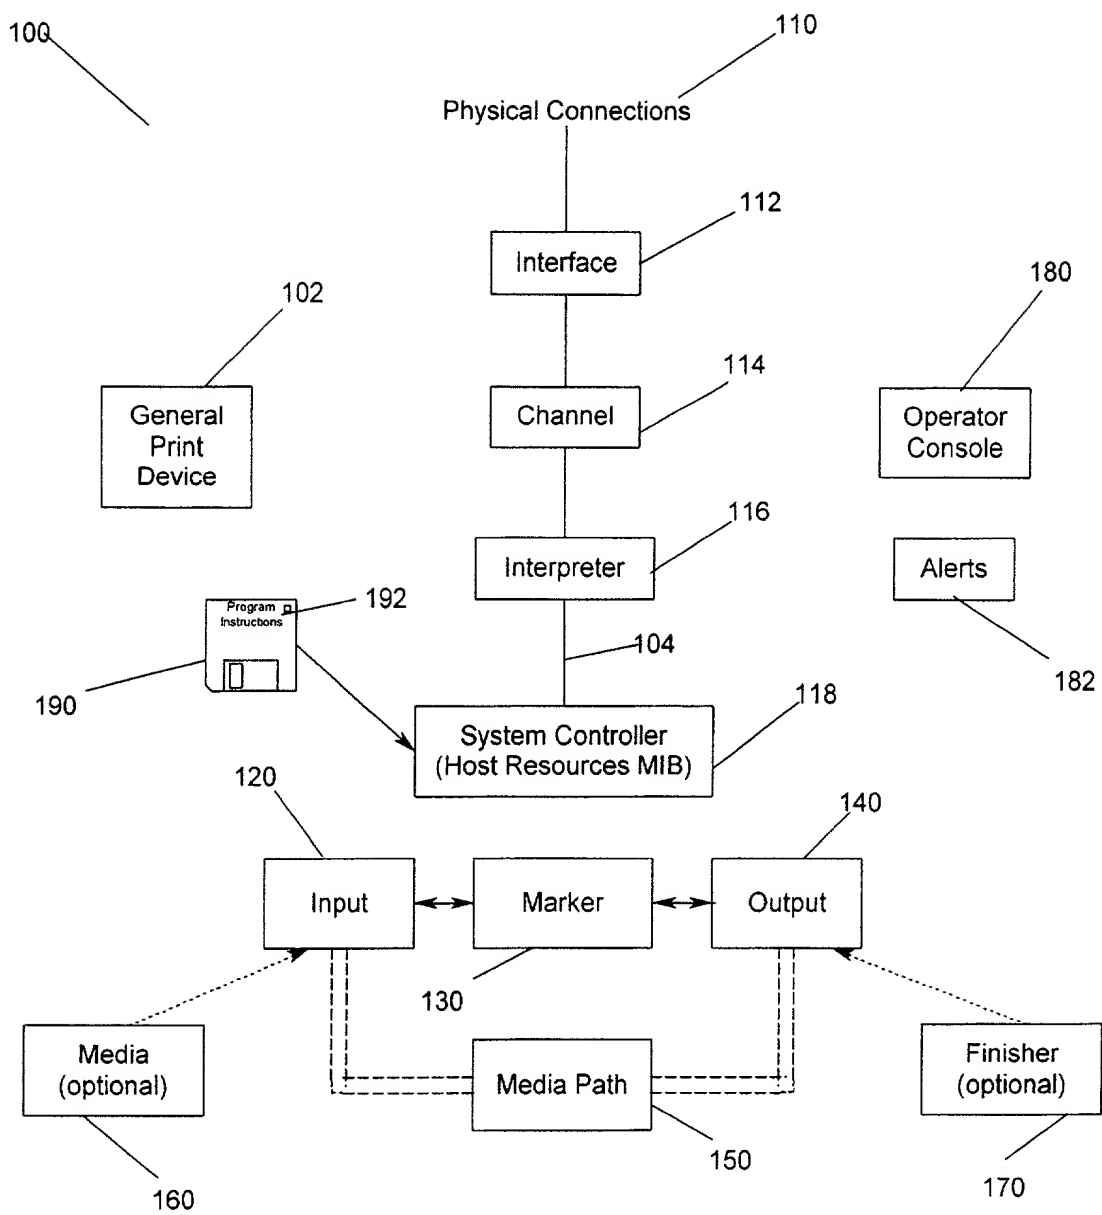 110
100
Physical Connections
112
Interface
180
102
114
General
Print
Device
Channel
Operator
Console
116
Interpreter
Alerts
Program
Instructions
192
104
190
182
118
System Controller
(Host Resources MIB)
120
140
Input
Marker
Output
130
Media
(optional)
Media Path
Finisher
(optional)
150
160
170